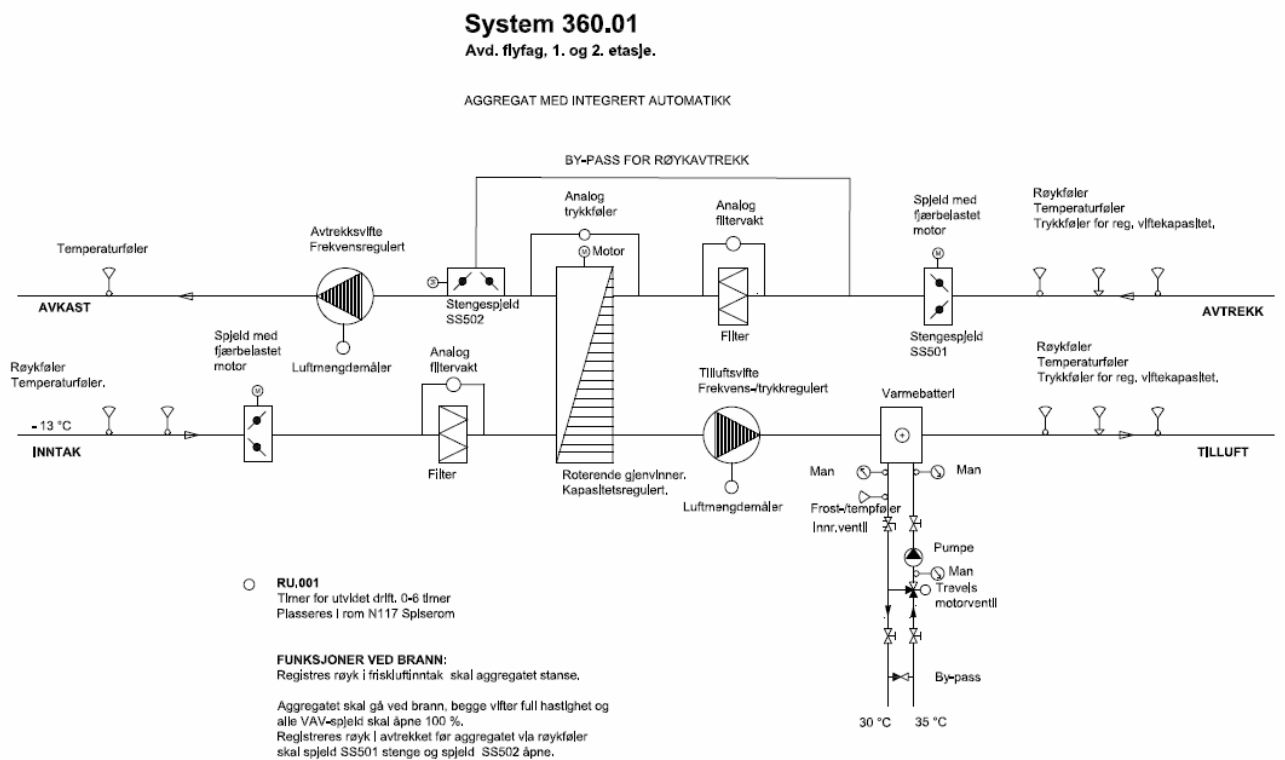 System 360.01
Avd. flyfag, 1. og 2. etasje.
AGGREGAT MED INTEGRERT AUTOMATIKK
BY-PASS FOR RØYKAVTREKK
Temperaturføler
Avtrekksvifte
Frekvensregulert
Analog
trykkføler
M
Motor
Analog
filtervakt
Spjeld med
fjærbelastet
motor
M
Røykføler
Temperaturføler
Trykkføler for reg. viftekapasitet.
M
AVKAST
Stengespjeld
SS502
Filter
Stengespjeld
SS501
AVTREKK
Luftmengdemåler
Spjeld med
fjærbelastet
motor
M
Røykføler
Temperaturføler.
Analog
filtervakt
Tilluftsvifte
Frekvens-/trykkregulert
Varmebatteri
Røykføler
Temperaturføler
Trykkføler for reg. viftekapasitet.
- 13 °C
INNTAK
Filter
Roterende gjenvinner.
Kapasitetsregulert.
Luftmengdemåler
TILLUFT
Man
Man
Frost-/tempføler
Innr.ventil
Pumpe
Man
Treveis
motorventil
By-pass
30 °C
35 °C
RU.001
Timer for utvidet drift. 0-6 timer
Plasseres i rom N117 Spiserom
FUNKSJONER VED BRANN:
Registres røyk i friskluftinntak skal aggregatet stanse.
Aggregatet skal gå ved brann, begge vifter full hastighet og
alle VAV-spjeld skal åpne 100 %.
Registreres røyk i avtrekket før aggregatet via røykføler
skal spjeld SS501 stenge og spjeld SS502 åpne.